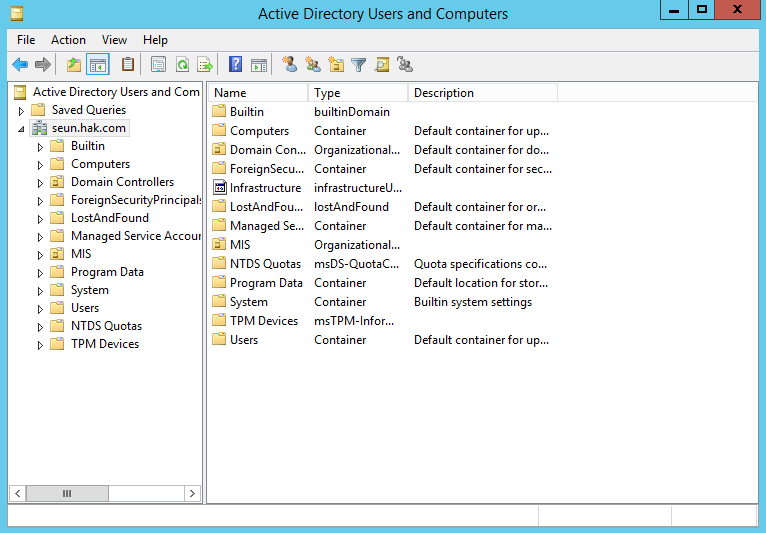 Active Directory Users and Computers
File Action View Help
Active Directory Users and Com
Saved Queries
seun.hak.com
Builtin
Computers
Domain Controllers
ForeignSecurityPrincipals
LostAndFound
Managed Service Accour
MIS
Program Data
System
Users
NTDS Quotas
TPM Devices
Name Type Description
Builtin builtinDomain
Computers Container Default container for up...
Domain Con... Organizational... Default container for do...
ForeignSecu... Container Default container for sec...
Infrastructure infrastructureU...
LostAndFou... lostAndFound Default container for or...
Managed Se... Container Default container for ma...
MIS Organizational...
NTDS Quotas msDS-QuotaC... Quota specifications co...
Program Data Container Default location for stor...
System Container Builtin system settings
TPM Devices msTPM-Infor...
Users Container Default container for up...